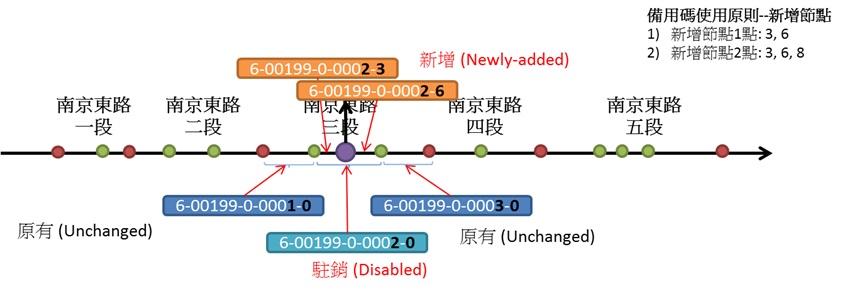 備用碼使用原則--新增節點
1) 新增節點1點: 3, 6
2) 新增節點2點: 3, 6, 8
新增 (Newly-added)
6-00199-0-0002-3
6-00199-0-0002-6
南京東路
一段
南京東路
二段
南京東路
三段
南京東路
四段
南京東路
五段
6-00199-0-0001-0
6-00199-0-0003-0
原有 (Unchanged)
6-00199-0-0002-0
原有 (Unchanged)
駐銷 (Disabled)